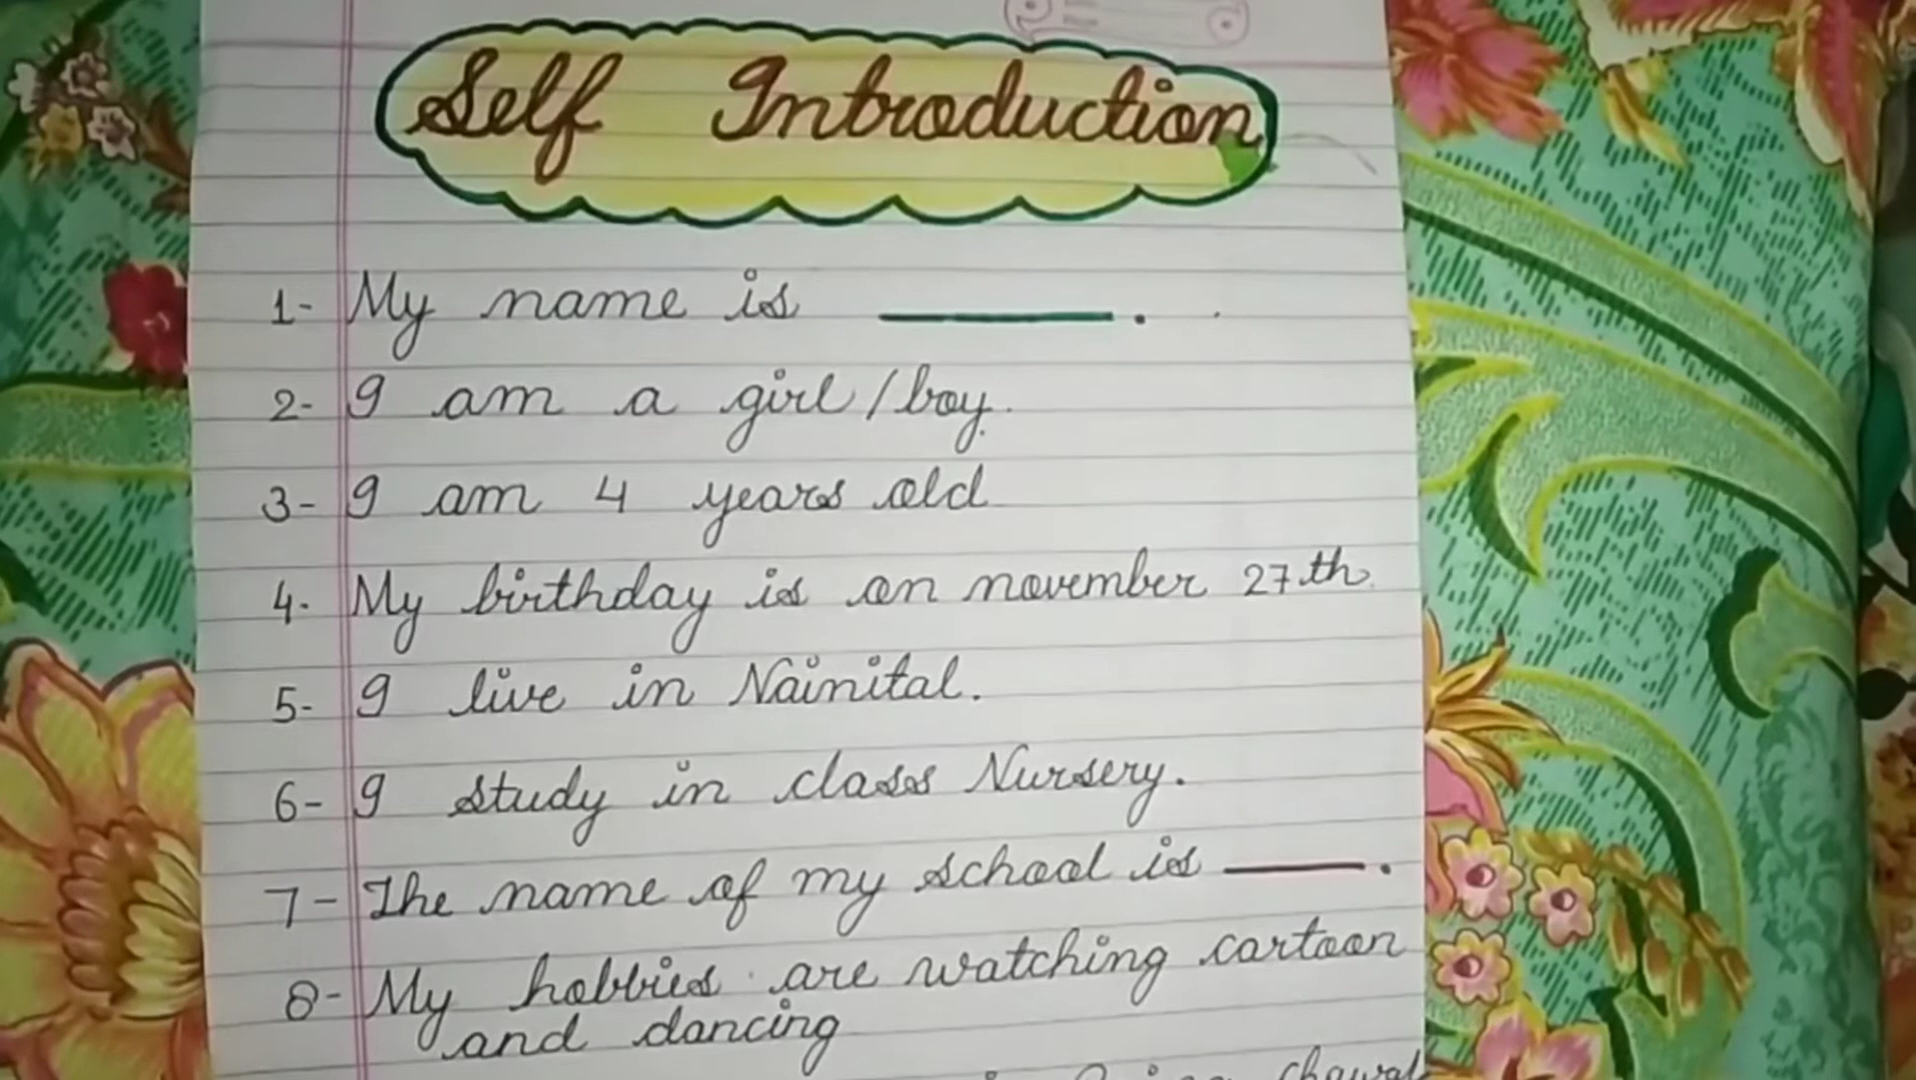 Self Introduction
1- My name is ______.
2- I am a girl/boy.
3- I am 4 years old
4- My birthday is on november 27th
5- I live in Nainital.
6- I study in class Nursery.
7- The name of my school is ____.
8- My hobbies are watching cartoon
and dancing
chawal